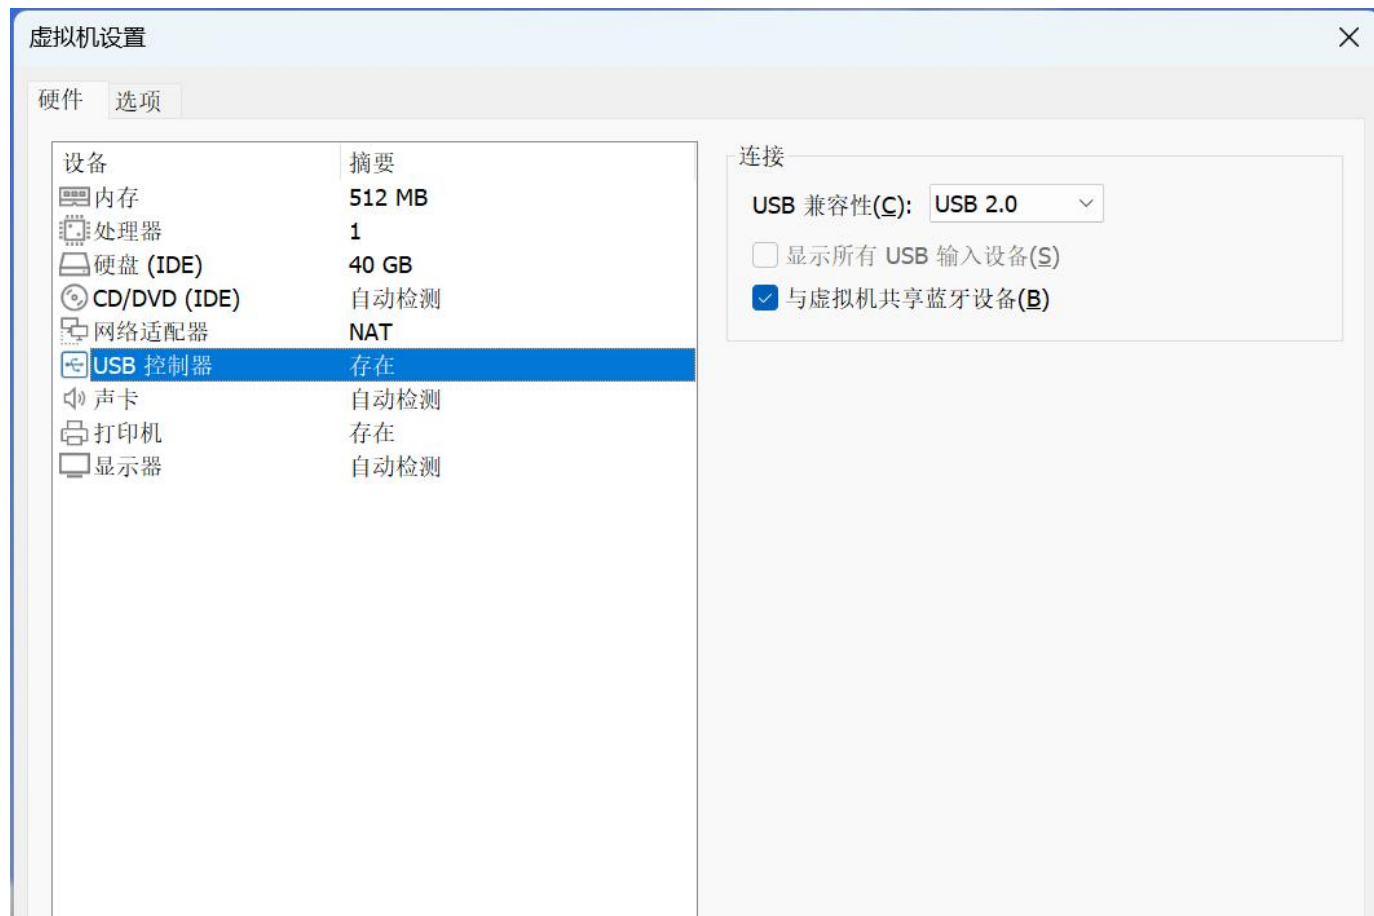 虚拟机设置
硬件 选项
设备 摘要
内存 512 MB
处理器 1
硬盘 (IDE) 40 GB
CD/DVD (IDE) 自动检测
网络适配器 NAT
USB 控制器 存在
声卡 自动检测
打印机 存在
显示器 自动检测
连接
USB 兼容性(C): USB 2.0
显示所有 USB 输入设备(S)
与虚拟机共享蓝牙设备(B)